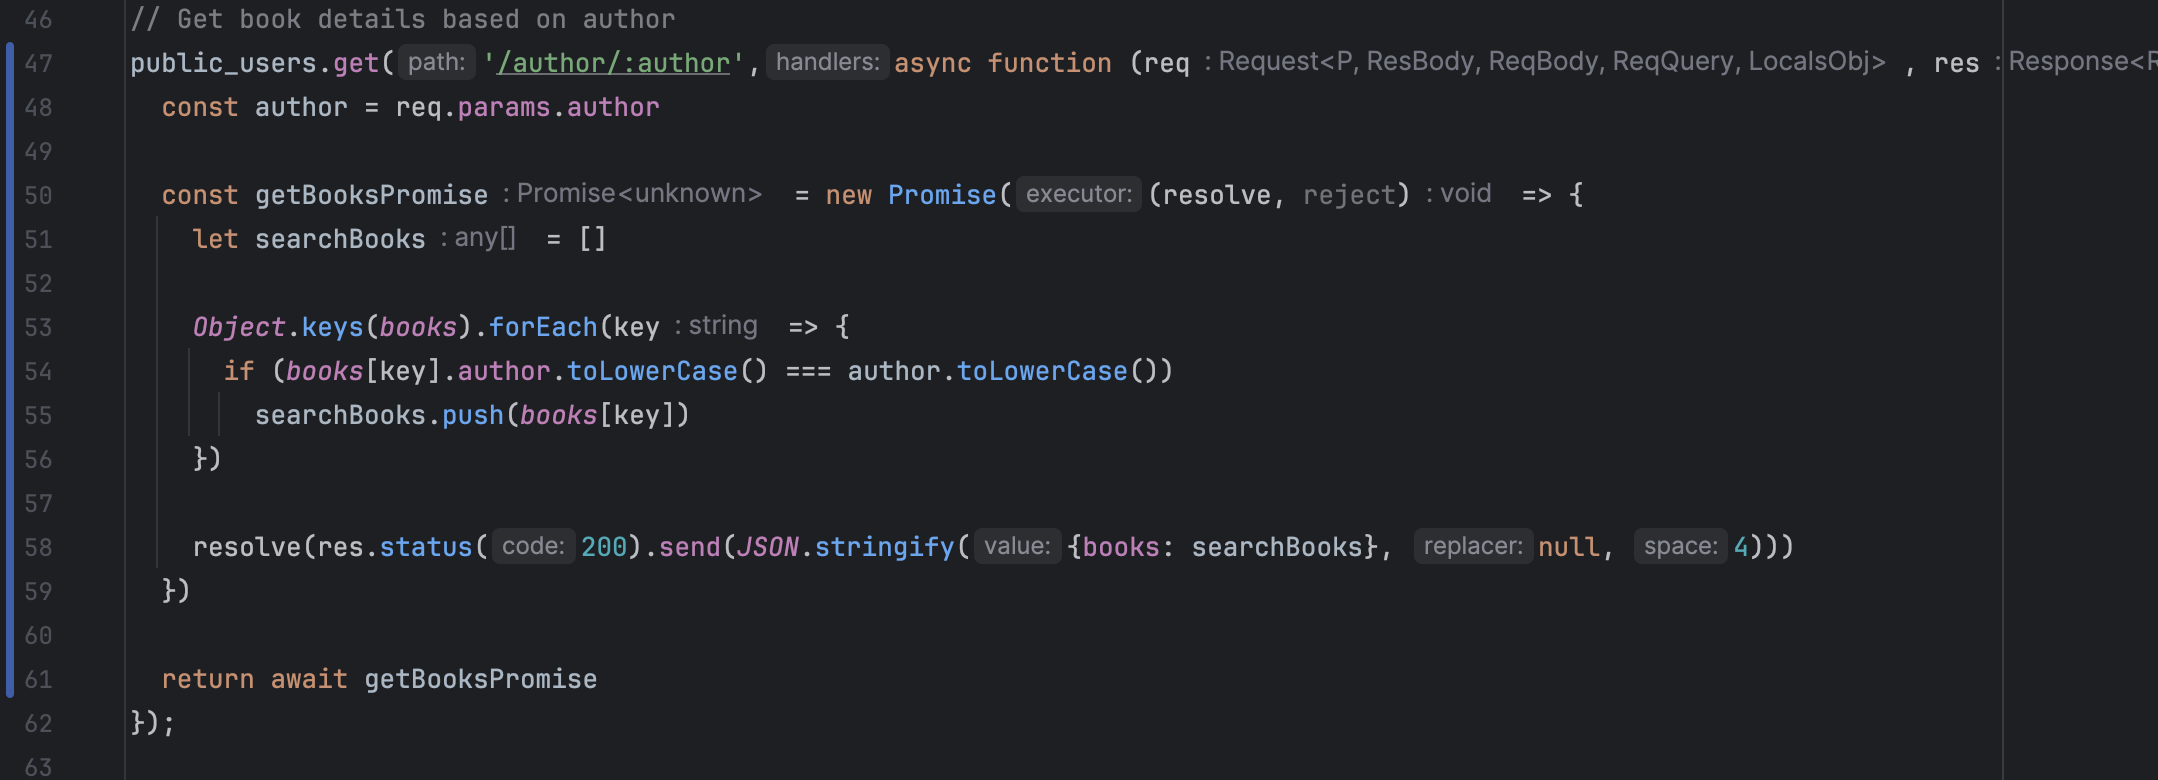 46 // Get book details based on author
47 public_users.get( path: '/author/:author', handlers: async function (req : Request<P, ResBody, ReqBody, ReqQuery, LocalsObj> , res : Response<R
48 const author = req.params.author
49
50 const getBooksPromise : Promise<unknown> = new Promise( executor: (resolve, reject) : void => {
51 let searchBooks : any[] = []
52
53 Object.keys(books).forEach(key : string => {
54 if (books[key].author.toLowerCase() === author.toLowerCase())
55 searchBooks.push(books[key])
56 })
57
58 resolve(res.status( code: 200).send(JSON.stringify( value: {books: searchBooks}, replacer: null, space: 4)))
59 })
60
61 return await getBooksPromise
62 });
63